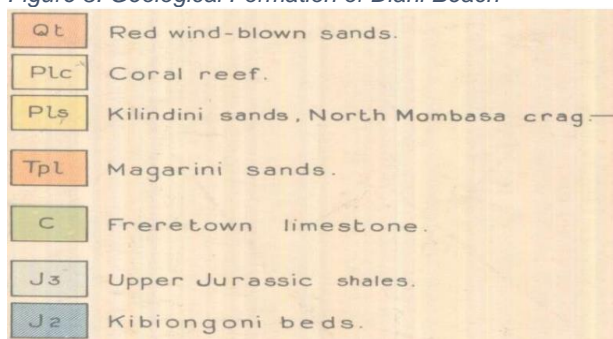 Figure 8: Geological Formation of Diani Beach
Qt Red wind-blown sands.
Plc Coral reef.
Pls Kilindini sands, North Mombasa crag.
Tpl Magarini sands.
C Freretown limestone.
J3 Upper Jurassic shales.
J2 Kibiongoni beds.